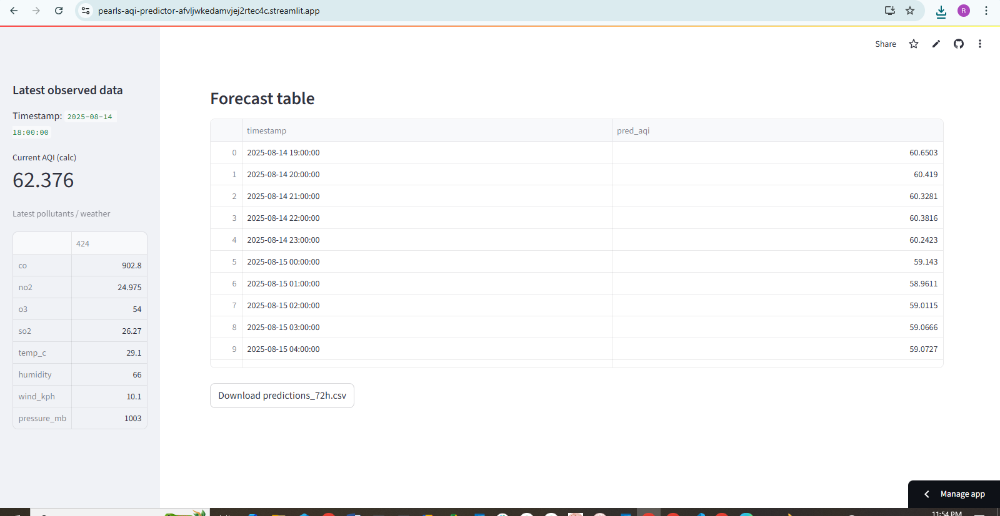 pearls-aqi-predictor-afvljwkedamvjej2rtec4c.streamlit.app
R
Share
Latest observed data
Timestamp: 2025-08-14
18:00:00
Current AQI (calc)
62.376
Latest pollutants / weather
424
co 902.8
no2 24.975
o3 54
so2 26.27
temp_c 29.1
humidity 66
wind_kph 10.1
pressure_mb 1003
Forecast table
timestamp pred_aqi
0 2025-08-14 19:00:00 60.6503
1 2025-08-14 20:00:00 60.419
2 2025-08-14 21:00:00 60.3281
3 2025-08-14 22:00:00 60.3816
4 2025-08-14 23:00:00 60.2423
5 2025-08-15 00:00:00 59.143
6 2025-08-15 01:00:00 58.9611
7 2025-08-15 02:00:00 59.0115
8 2025-08-15 03:00:00 59.0666
9 2025-08-15 04:00:00 59.0727
Download predictions_72h.csv
Manage app
11:54 PM